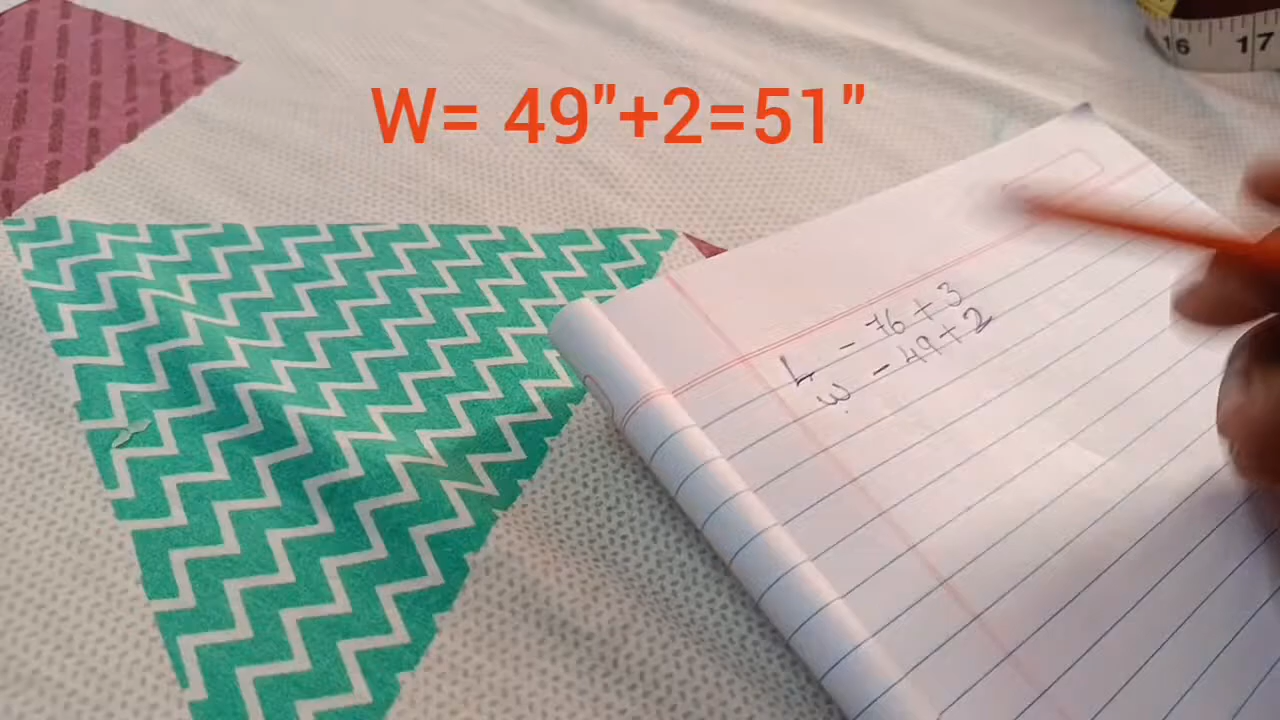 W= 49"+2=51"
16 17
L - 76 + 3
w - 49 + 2